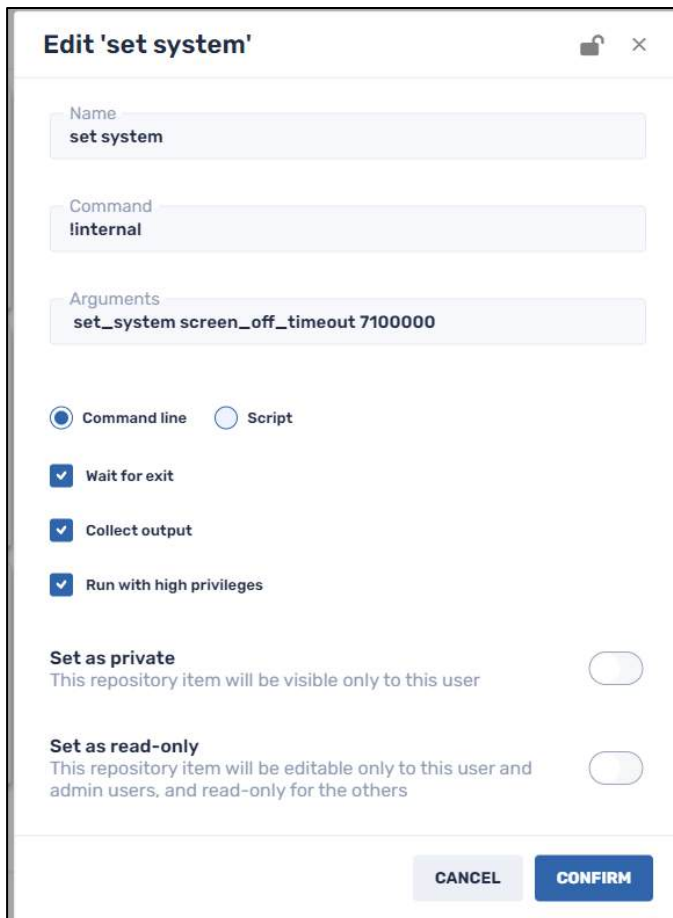 Edit 'set system'
Name
set system
Command
!internal
Arguments
set_system screen_off_timeout 7100000
Command line
Script
Wait for exit
Collect output
Run with high privileges
Set as private
This repository item will be visible only to this user
Set as read-only
This repository item will be editable only to this user and
admin users, and read-only for the others
CANCEL
CONFIRM